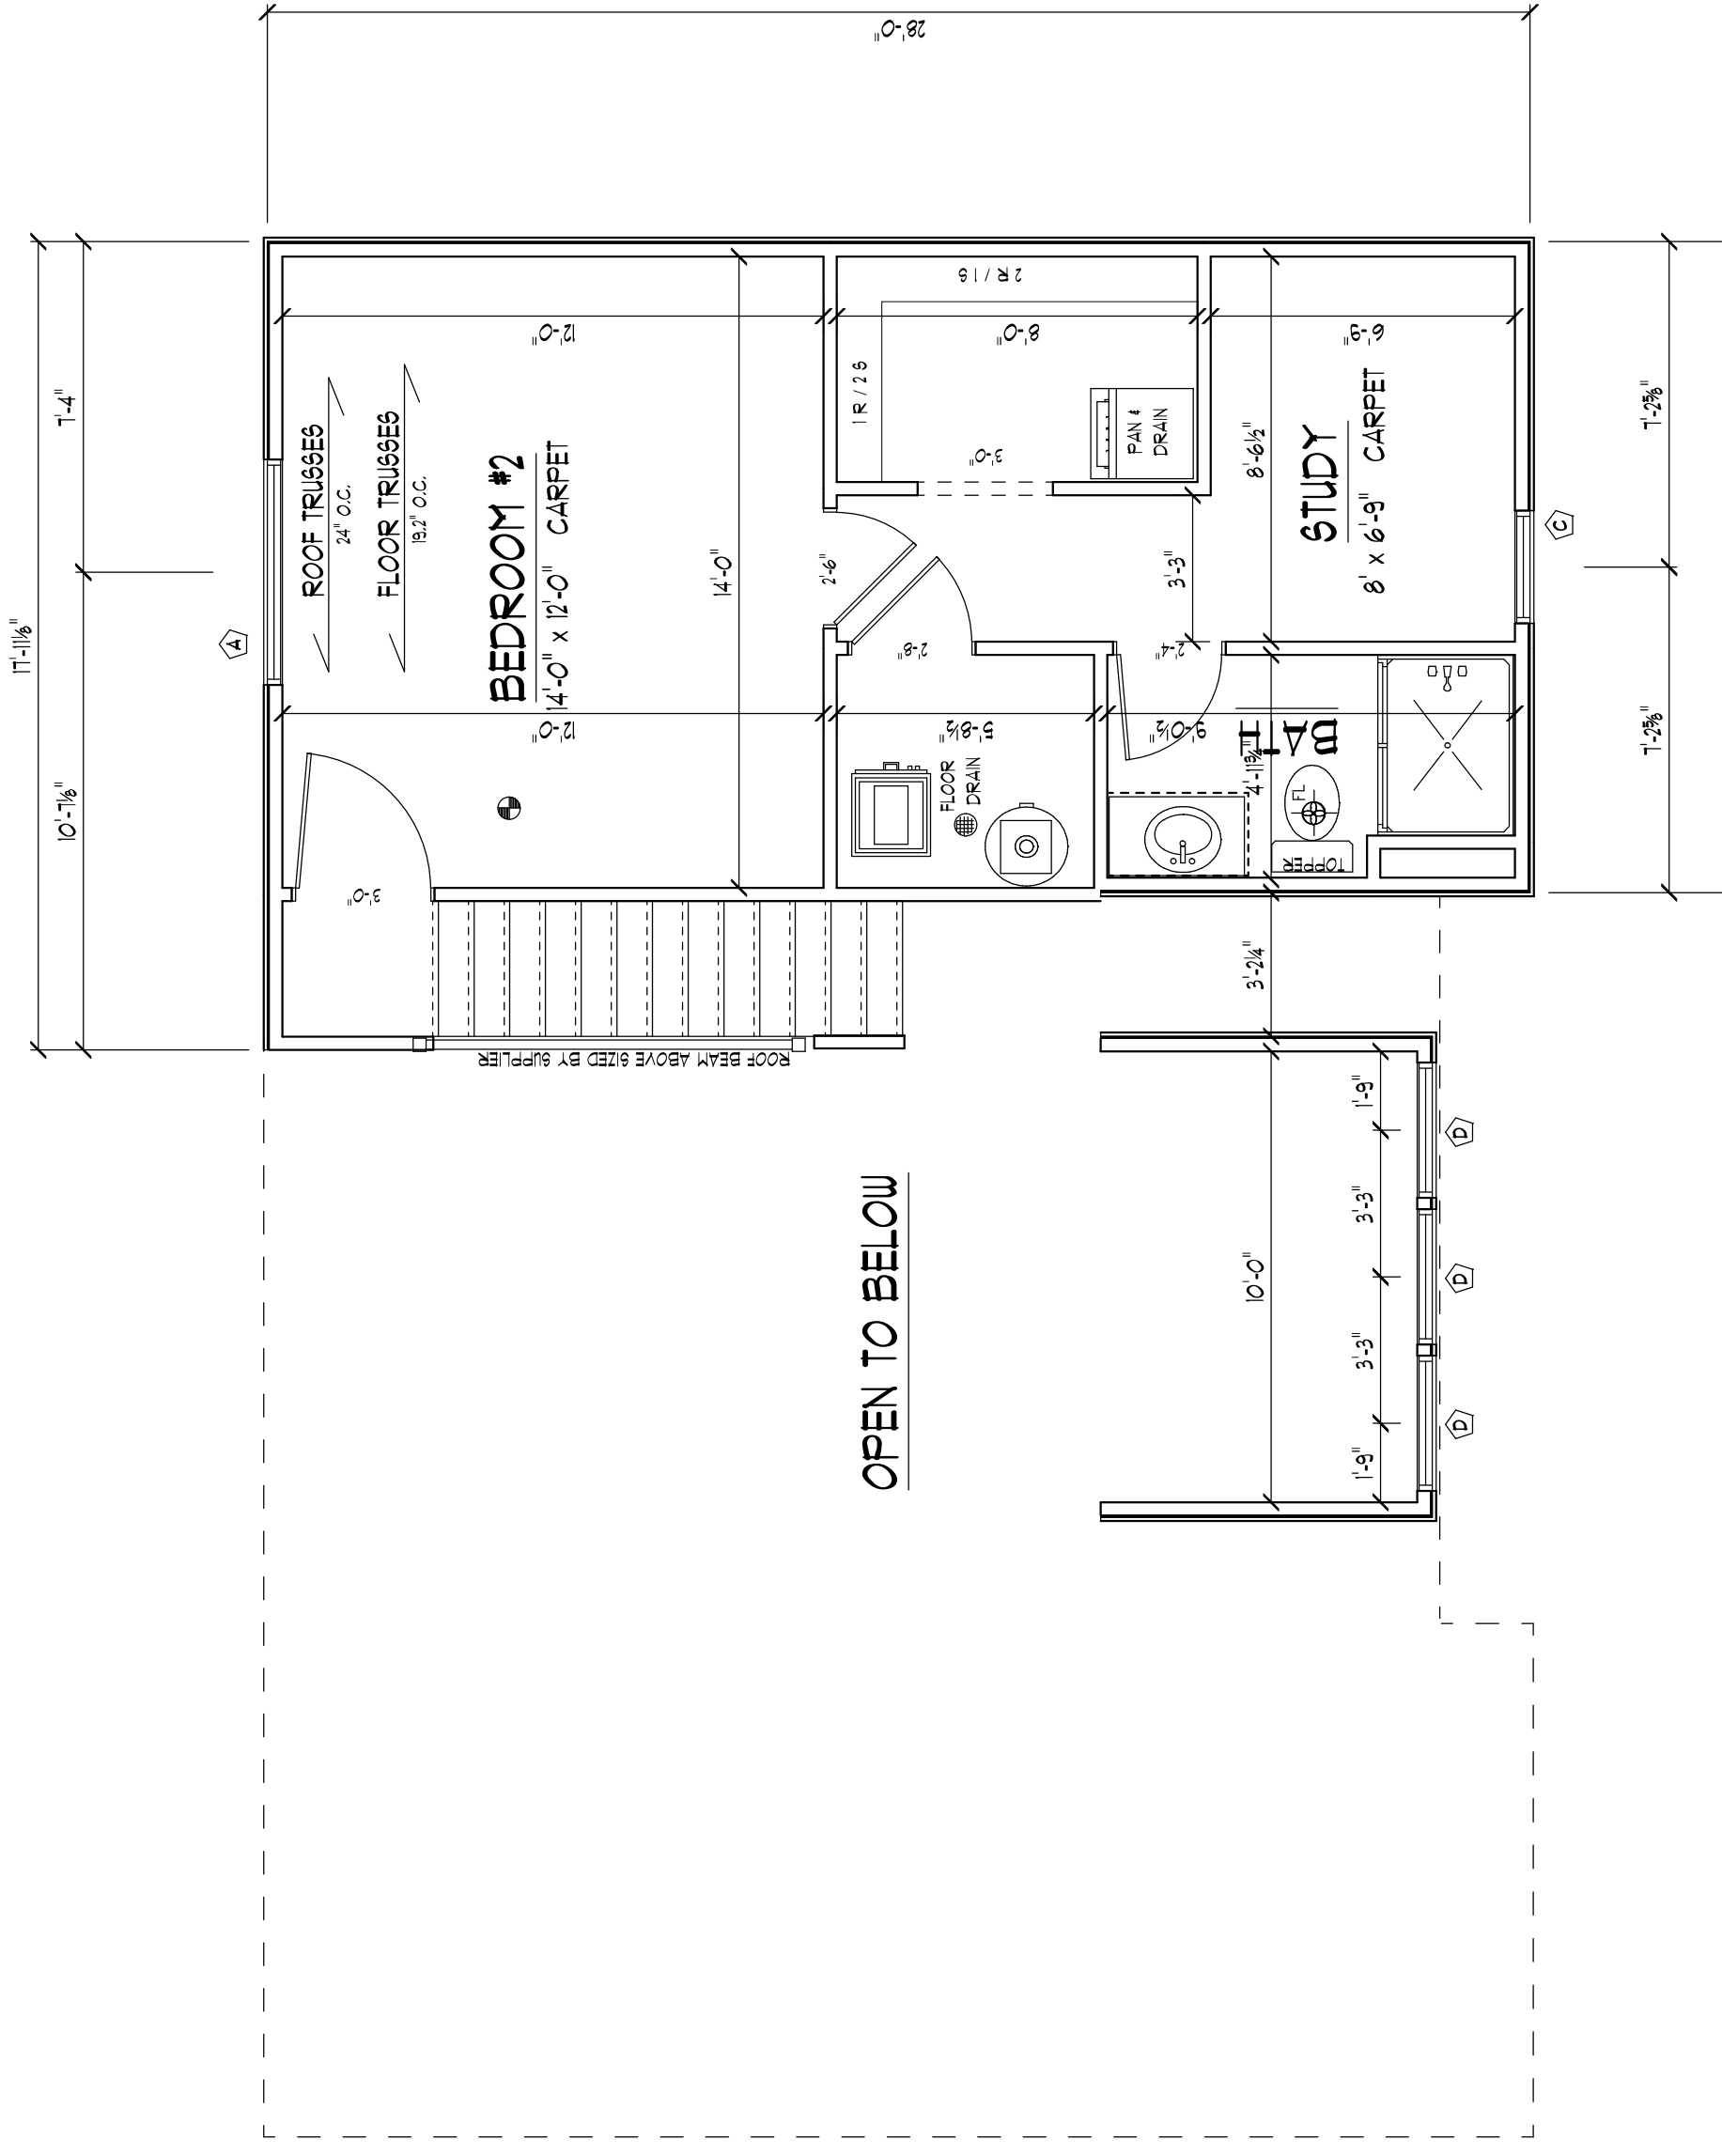 28'-0"
17'-11⅛"
7'-4"
10'-7⅛"
A
ROOF TRUSSES
24" O.C.
FLOOR TRUSSES
19.2" O.C.
BEDROOM #2
14'-0" x 12'-0" CARPET
12'-0"
14'-0"
12'-0"
3'-0"
2'-6"
2 R / 1 S
1 R / 2 S
8'-0"
3'-0"
PAN &
DRAIN
6'-9"
8'-6½"
STUDY
8' x 6'-9" CARPET
3'-3"
C
7'-2⅝"
7'-2⅝"
2'-8"
5'-8½"
FLOOR
DRAIN
2'-4"
9'-0½"
BATH
4'-11¾"
FL
TOPPER
3'-2¼"
ROOF BEAM ABOVE SIZED BY SUPPLIER
OPEN TO BELOW
10'-0"
1'-9"
3'-3"
3'-3"
1'-9"
D
D
D